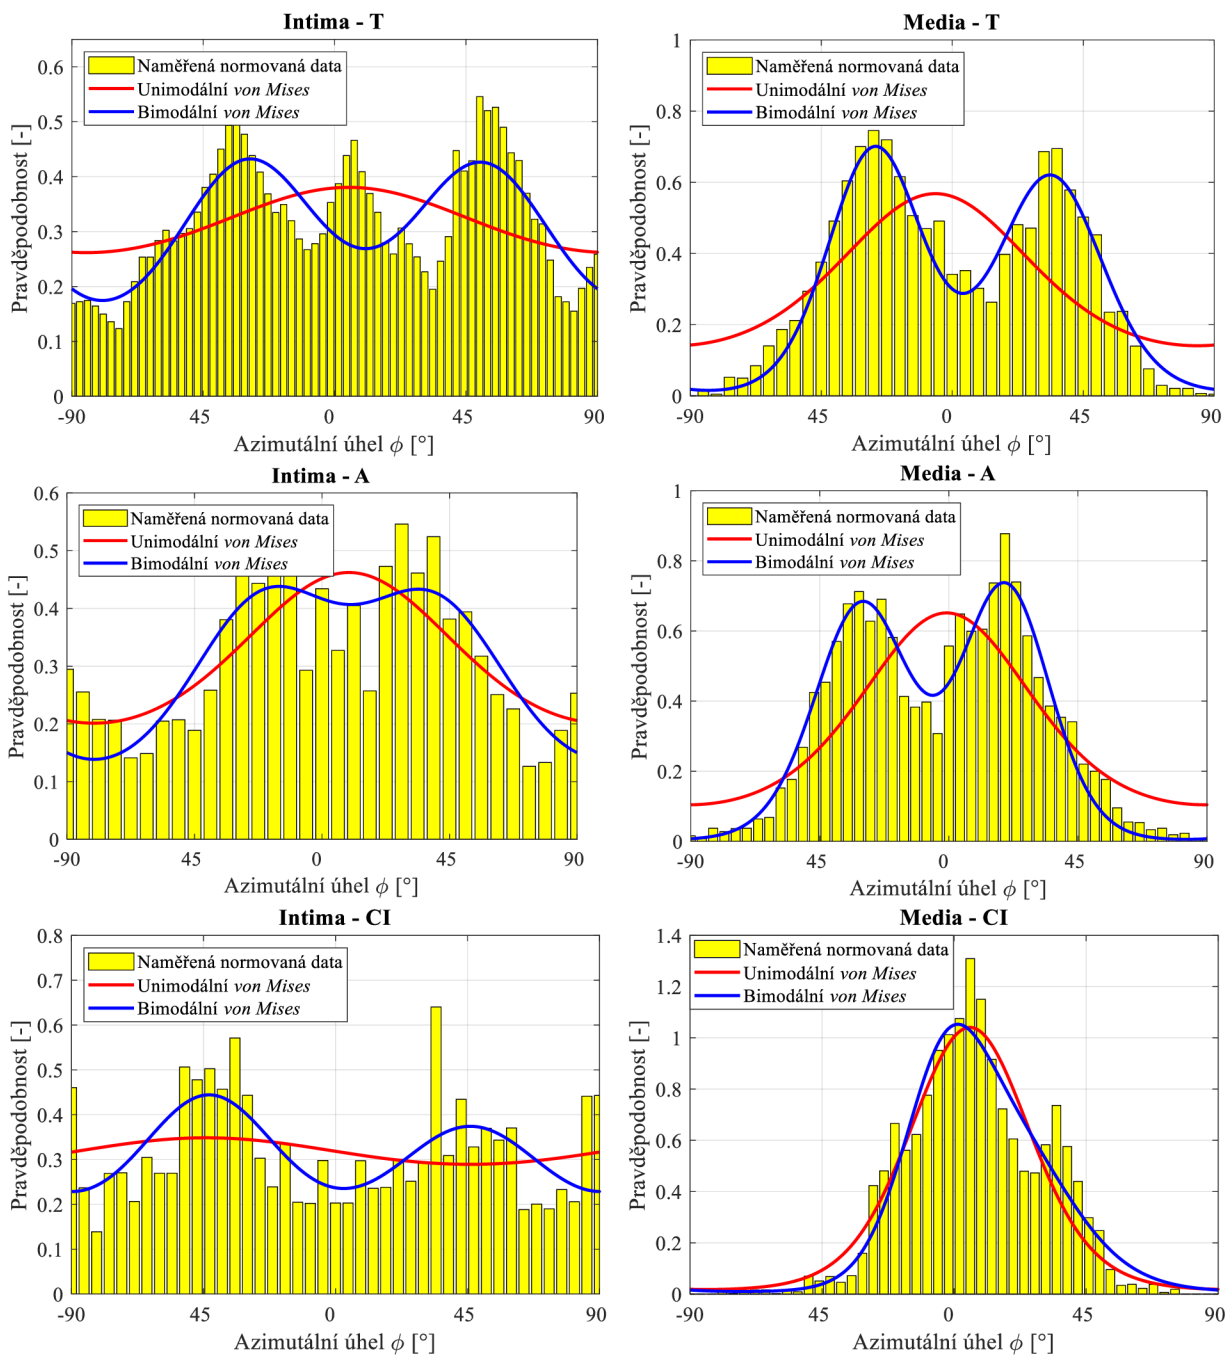 Intima - T
Naměřená normovaná data
Unimodální von Mises
Bimodální von Mises
Pravděpodobnost [-]
0.6
0.5
0.4
0.3
0.2
0.1
0
-90 45 0 45 90
Azimutální úhel ϕ [°]
Media - T
Naměřená normovaná data
Unimodální von Mises
Bimodální von Mises
Pravděpodobnost [-]
1
0.8
0.6
0.4
0.2
0
-90 45 0 45 90
Azimutální úhel ϕ [°]
Intima - A
Naměřená normovaná data
Unimodální von Mises
Bimodální von Mises
Pravděpodobnost [-]
0.6
0.5
0.4
0.3
0.2
0.1
0
-90 45 0 45 90
Azimutální úhel ϕ [°]
Media - A
Naměřená normovaná data
Unimodální von Mises
Bimodální von Mises
Pravděpodobnost [-]
1
0.8
0.6
0.4
0.2
0
-90 45 0 45 90
Azimutální úhel ϕ [°]
Intima - CI
Naměřená normovaná data
Unimodální von Mises
Bimodální von Mises
Pravděpodobnost [-]
0.8
0.7
0.6
0.5
0.4
0.3
0.2
0.1
0
-90 45 0 45 90
Azimutální úhel ϕ [°]
Media - CI
Naměřená normovaná data
Unimodální von Mises
Bimodální von Mises
Pravděpodobnost [-]
1.4
1.2
1
0.8
0.6
0.4
0.2
0
-90 45 0 45 90
Azimutální úhel ϕ [°]